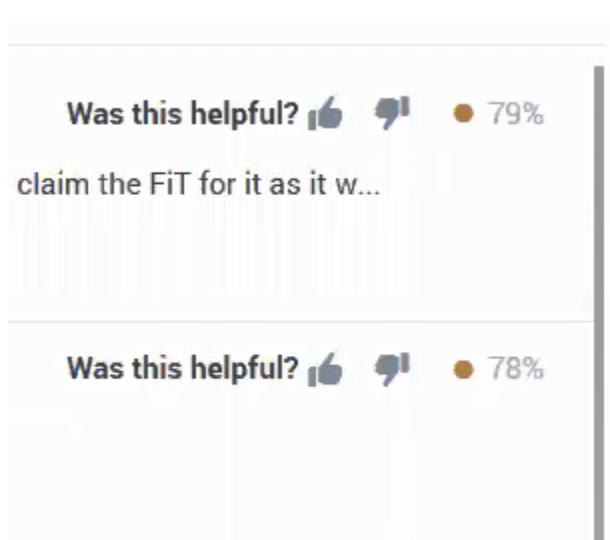 Was this helpful? 79%
claim the FiT for it as it w...
Was this helpful? 78%